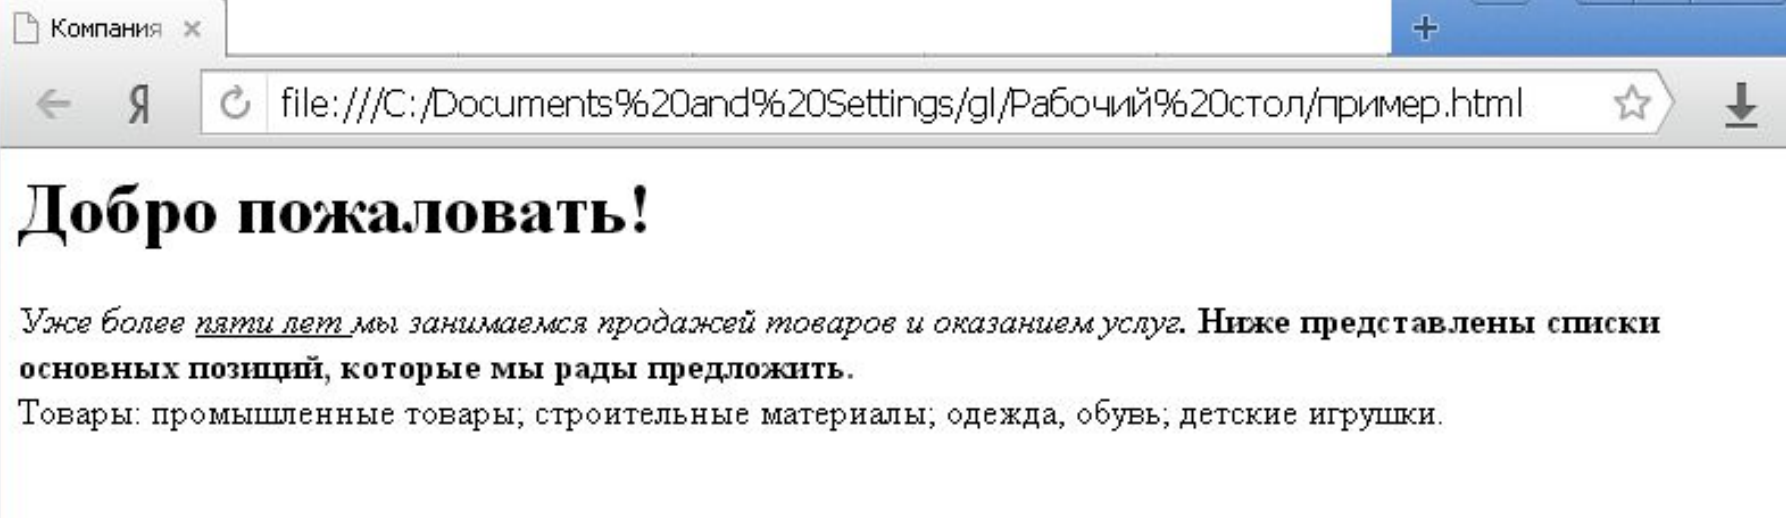 Компания
Я
file:///C:/Documents%20and%20Settings/gl/Рабочий%20стол/пример.html
Добро пожаловать!
Уже более пяти лет мы занимаемся продажей товаров и оказанием услуг. Ниже представлены списки
основных позиций, которые мы рады предложить.
Товары: промышленные товары; строительные материалы; одежда, обувь; детские игрушки.